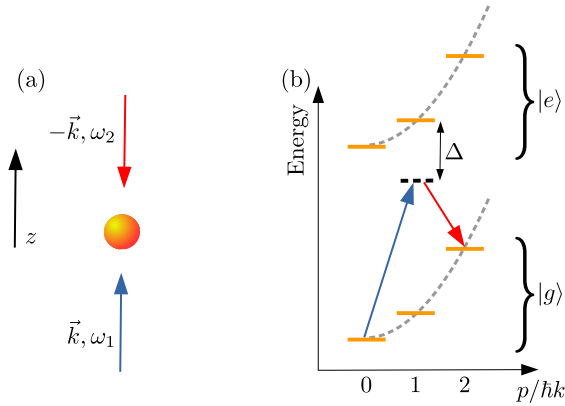 (a)
−k⃗, ω₂
z
k⃗, ω₁
(b)
Energy
|e⟩
Δ
|g⟩
0 1 2
p/ħk